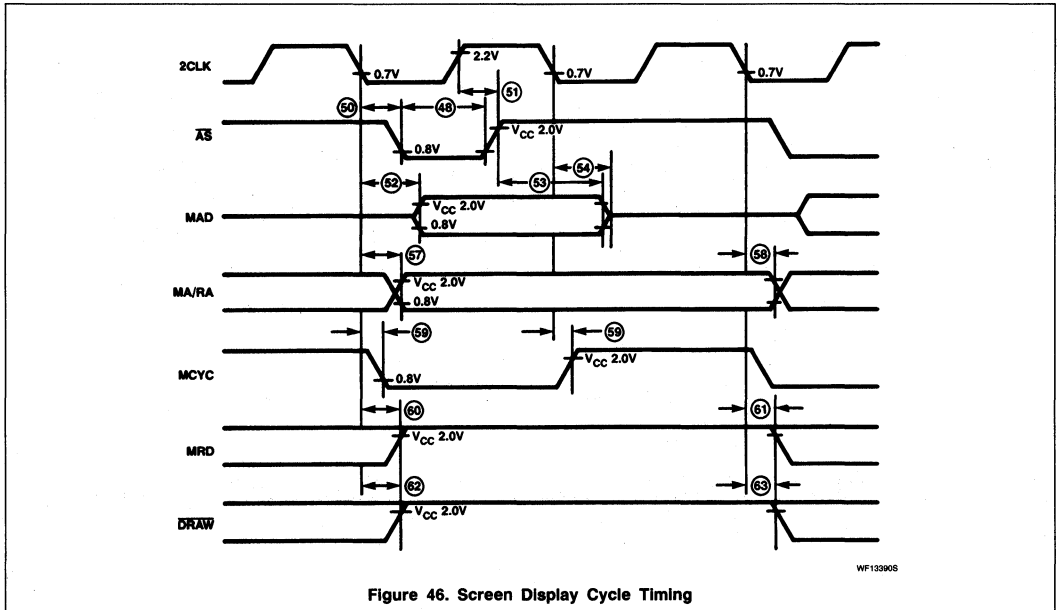 2CLK
2.2V
0.7V 0.7V 0.7V
51
50 48
AS
VCC 2.0V
0.8V
54
52 53
MAD
VCC 2.0V
0.8V
57 58
MA/RA
VCC 2.0V
0.8V
59 59
MCYC
VCC 2.0V
0.8V
60 61
MRD
VCC 2.0V
62 63
DRAW
VCC 2.0V
WF13390S
Figure 46. Screen Display Cycle Timing